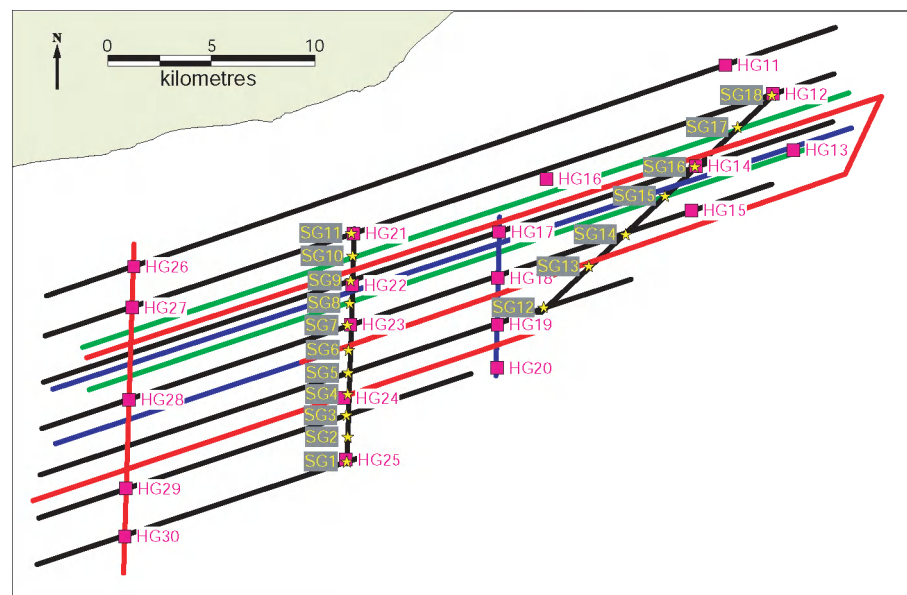 0 5 10
N
kilometres
HG11
SG18 HG12
SG17
HG13
SG16 HG14
HG16
SG15
HG15
SG11 HG21
HG17
SG14
SG10
SG13
HG26
SG9 HG22
HG18
SG8
HG27
SG12
SG7 HG23
HG19
SG6
SG5
HG20
SG4
HG24
HG28
SG3
SG2
SG1 HG25
HG29
HG30